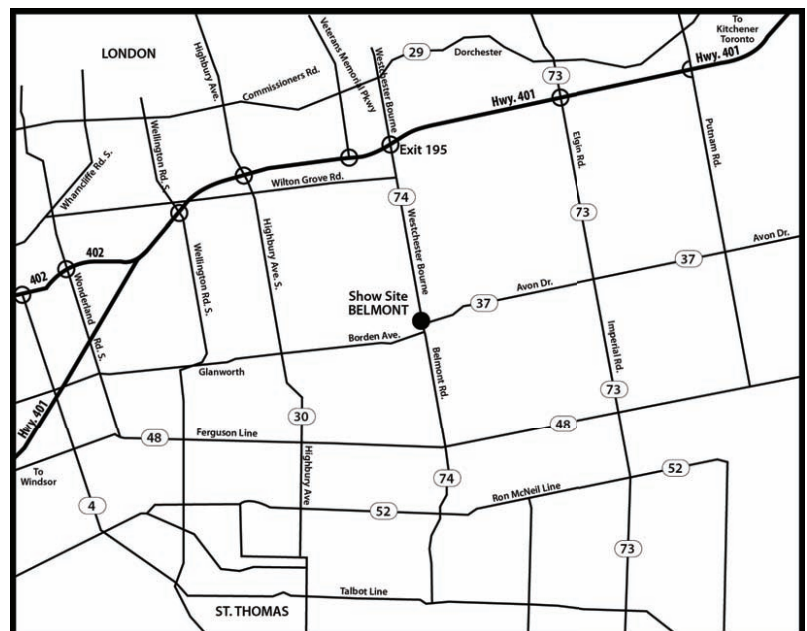 LONDON
Highbury Ave.
Veterans Memorial Pkwy
Westchester Bourne
29
Dorchester
73
To
Kitchener
Toronto
Commissioners Rd.
Hwy. 401
Hwy. 401
Wharncliffe Rd. S.
Wellington Rd. S.
Exit 195
Elgin Rd.
Putnam Rd.
Wilton Grove Rd.
74
Westchester Bourne
73
402
402
Wonderland
Rd. S.
Wellington Rd. S.
Highbury Ave. S.
Avon Dr.
37
Avon Dr.
37
Show Site
BELMONT
Borden Ave.
Imperial Rd.
Glanworth
Belmont Rd.
Hwy. 401
73
30
48
Ferguson Line
48
Highbury Ave
To
Windsor
74
52
Ron McNeil Line
4
52
73
Talbot Line
ST. THOMAS